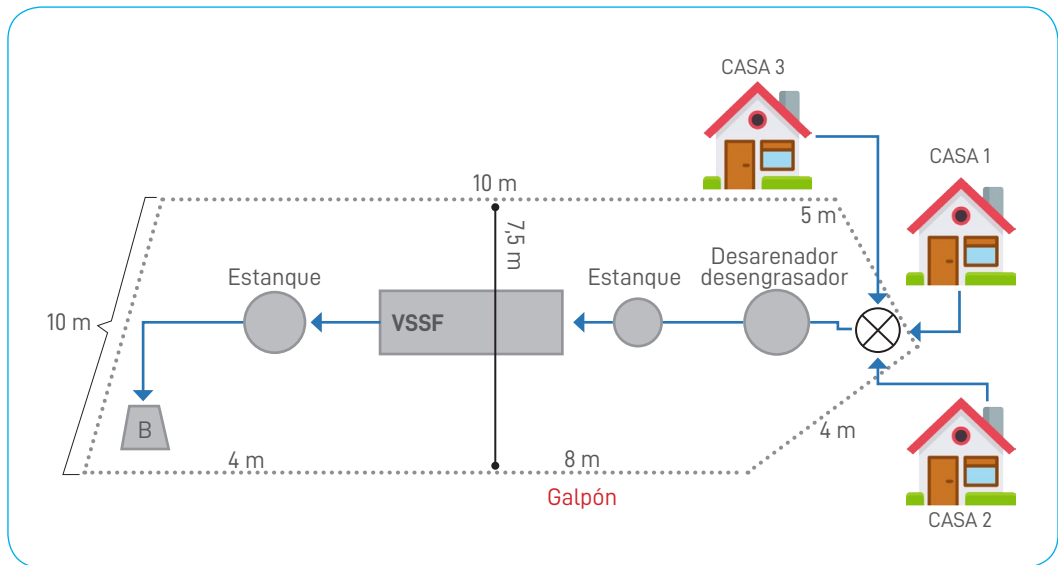 CASA 3
CASA 1
10 m
5 m
7,5 m
Desarenador
desengrasador
Estanque
Estanque
VSSF
10 m
B
4 m
8 m
4 m
Galpón
CASA 2